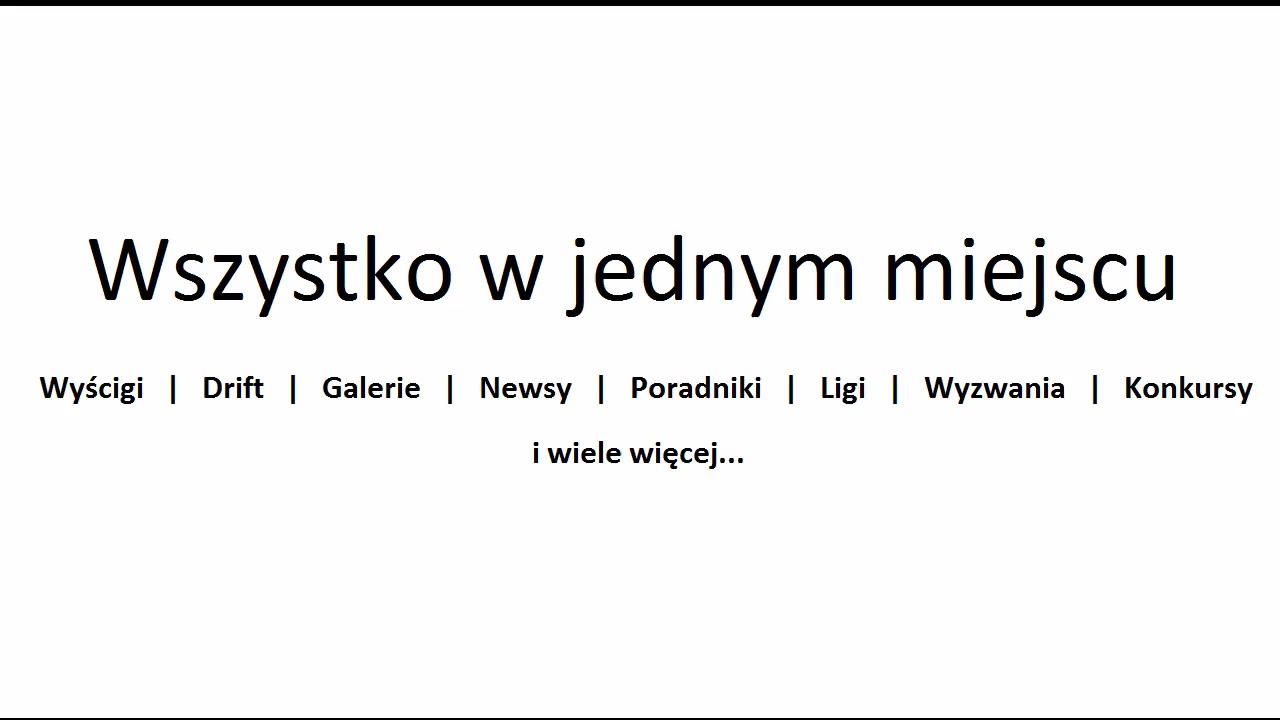 Wszystko w jednym miejscu
Wyścigi | Drift | Galerie | Newsy | Poradniki | Ligi | Wyzwania | Konkursy
i wiele więcej...